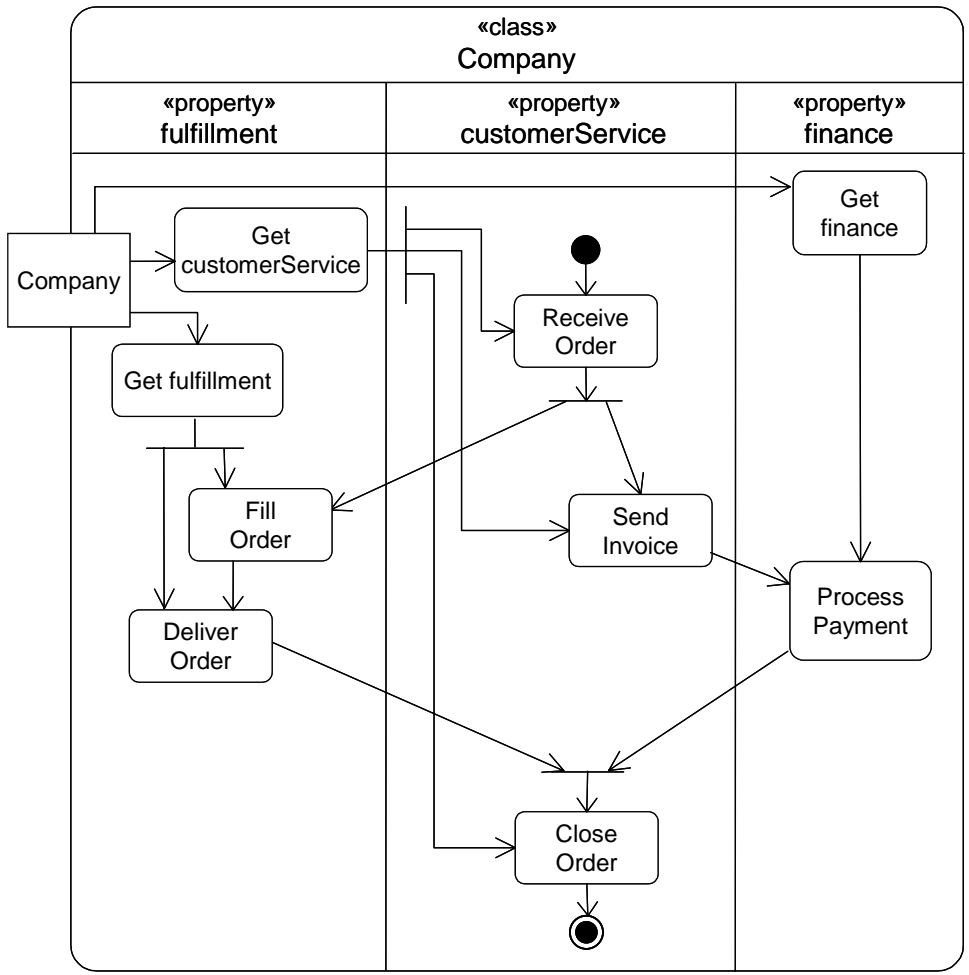 «class»
Company
«property»
fulfillment
«property»
customerService
«property»
finance
Get
finance
Get
customerService
Company
Receive
Order
Get fulfillment
Fill
Order
Send
Invoice
Process
Payment
Deliver
Order
Close
Order